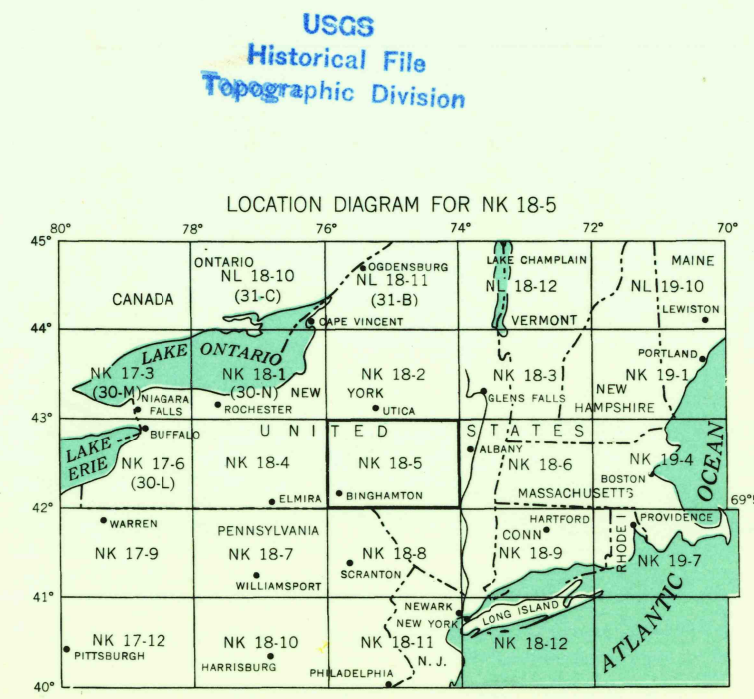 USGS
Historical File
Topographic Division
LOCATION DIAGRAM FOR NK 18-5
80° 78° 76° 74° 72° 70°
45°
ONTARIO
NL 18-10
(31-C)
CANADA
OGDENSBURG
NL 18-11
(31-B)
LAKE CHAMPLAIN
NL 18-12
MAINE
NL 19-10
LEWISTON
44°
CAPE VINCENT
VERMONT
LAKE ONTARIO
PORTLAND
NK 17-3
(30-M)
NIAGARA
FALLS
NK 18-1
(30-N)
NEW
ROCHESTER
NK 18-2
YORK
UTICA
NK 18-3
GLENS FALLS
NEW
HAMPSHIRE
NK 19-1
43°
BUFFALO
UNITED STATES
LAKE
ERIE
NK 17-6
(30-L)
NK 18-4
ELMIRA
NK 18-5
BINGHAMTON
ALBANY
NK 18-6
MASSACHUSETTS
NK 19-4
BOSTON
OCEAN
42°
69°
WARREN
NK 17-9
PENNSYLVANIA
NK 18-7
WILLIAMSPORT
NK 18-8
SCRANTON
HARTFORD
CONN
NK 18-9
RHODE I
PROVIDENCE
NK 19-7
41°
NEWARK
NEW YORK
LONG ISLAND
ATLANTIC
NK 17-12
PITTSBURGH
NK 18-10
HARRISBURG
NK 18-11
N. J.
PHILADELPHIA
NK 18-12
40°